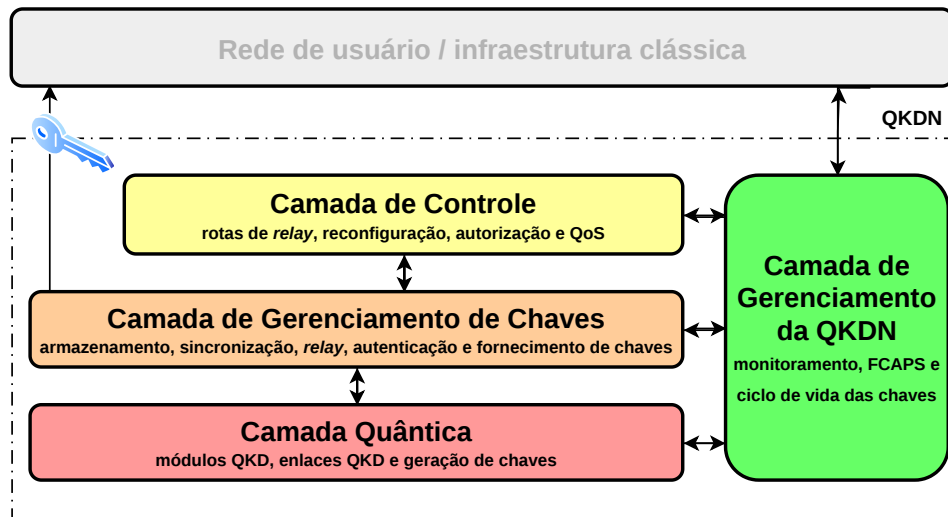 Rede de usuário / infraestrutura clássica
QKDN
Camada de Controle
rotas de relay, reconfiguração, autorização e QoS
Camada de Gerenciamento de Chaves
armazenamento, sincronização, relay, autenticação e fornecimento de chaves
Camada Quântica
módulos QKD, enlaces QKD e geração de chaves
Camada de
Gerenciamento
da QKDN
monitoramento, FCAPS e
ciclo de vida das chaves